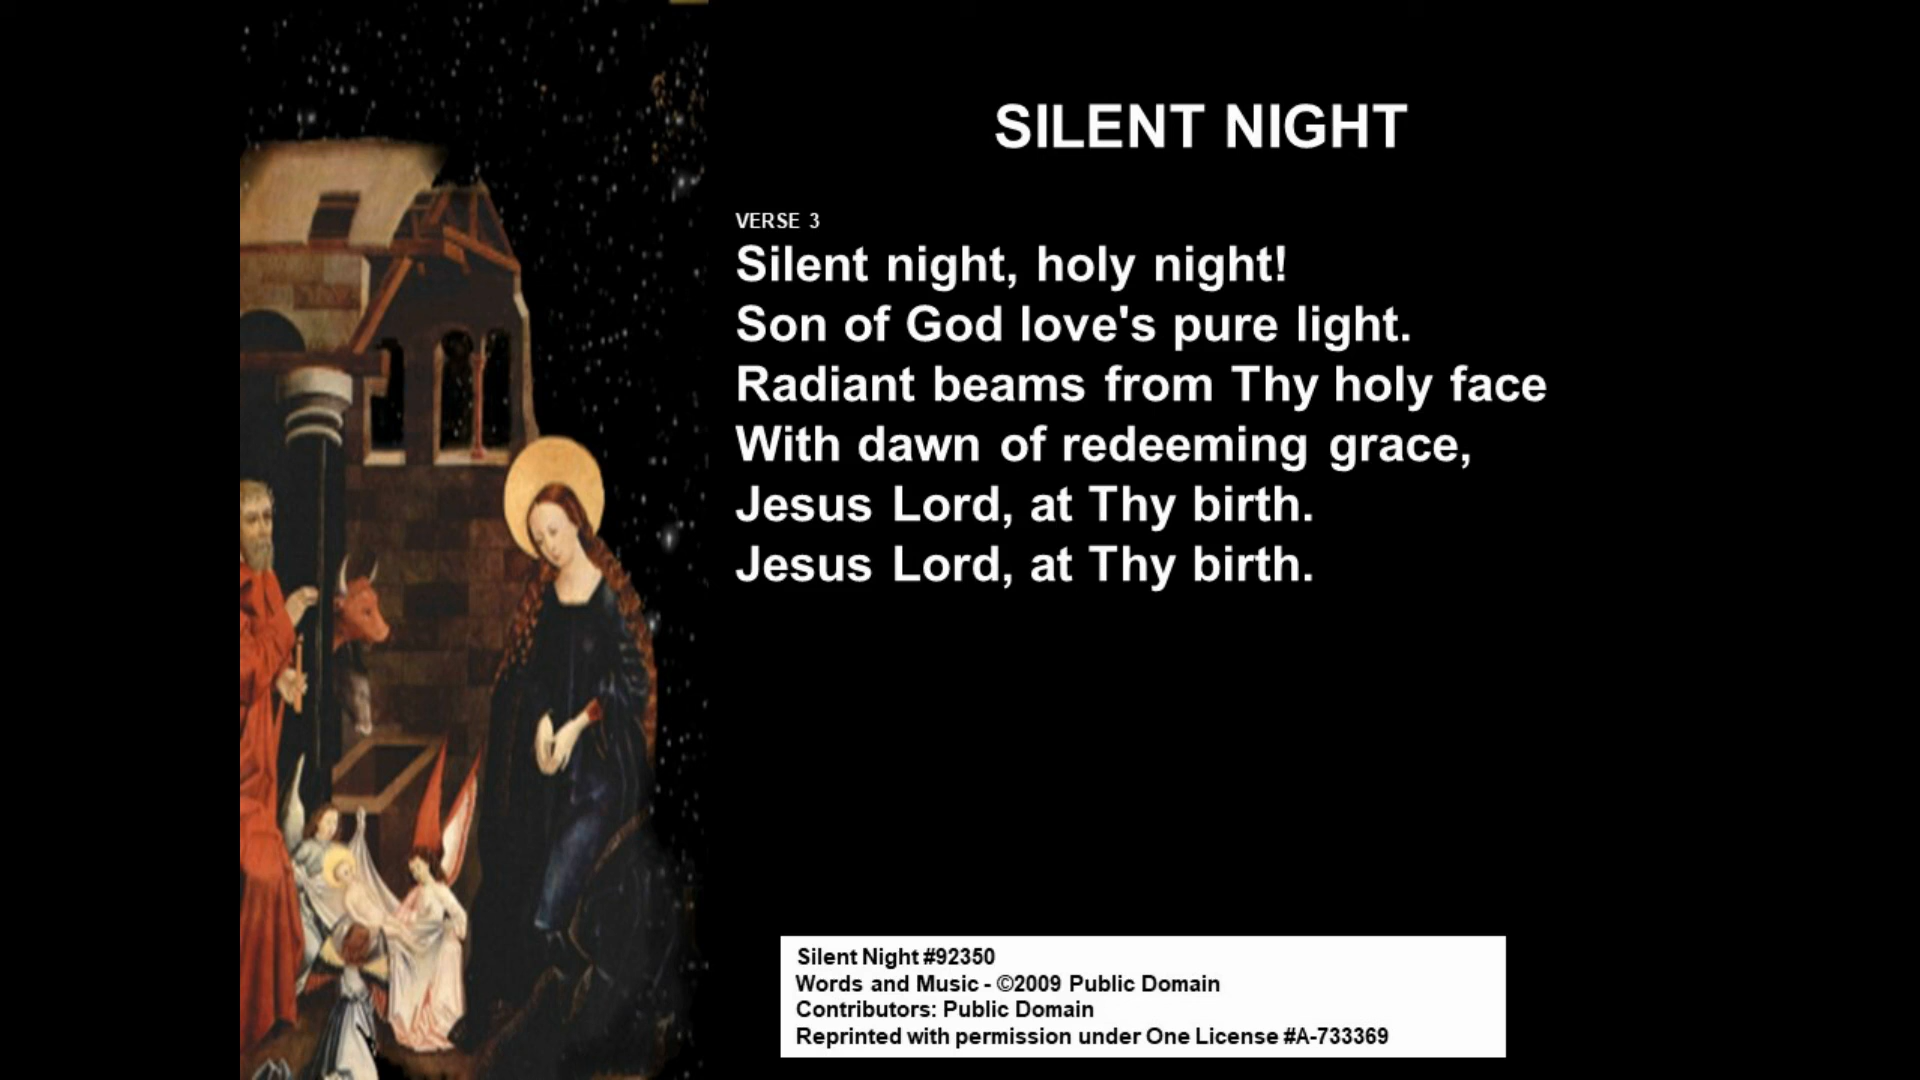 SILENT NIGHT
VERSE 3
Silent night, holy night!
Son of God love's pure light.
Radiant beams from Thy holy face
With dawn of redeeming grace,
Jesus Lord, at Thy birth.
Jesus Lord, at Thy birth.
Silent Night #92350
Words and Music - ©2009 Public Domain
Contributors: Public Domain
Reprinted with permission under One License #A-733369